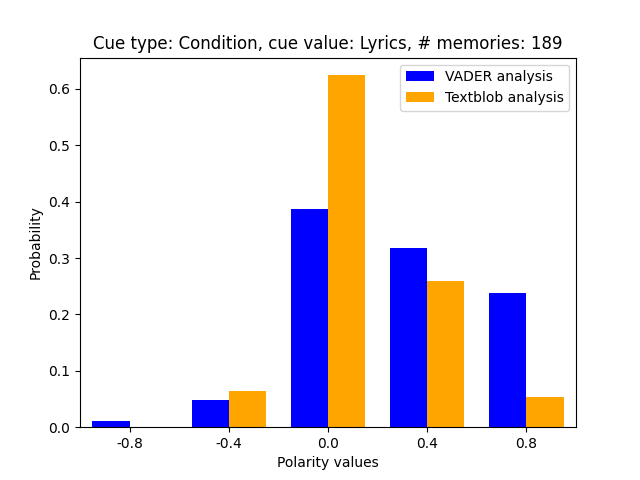 Cue type: Condition, cue value: Lyrics, # memories: 189
VADER analysis
Textblob analysis
Probability
0.6
0.5
0.4
0.3
0.2
0.1
0.0
-0.8 -0.4 0.0 0.4 0.8
Polarity values